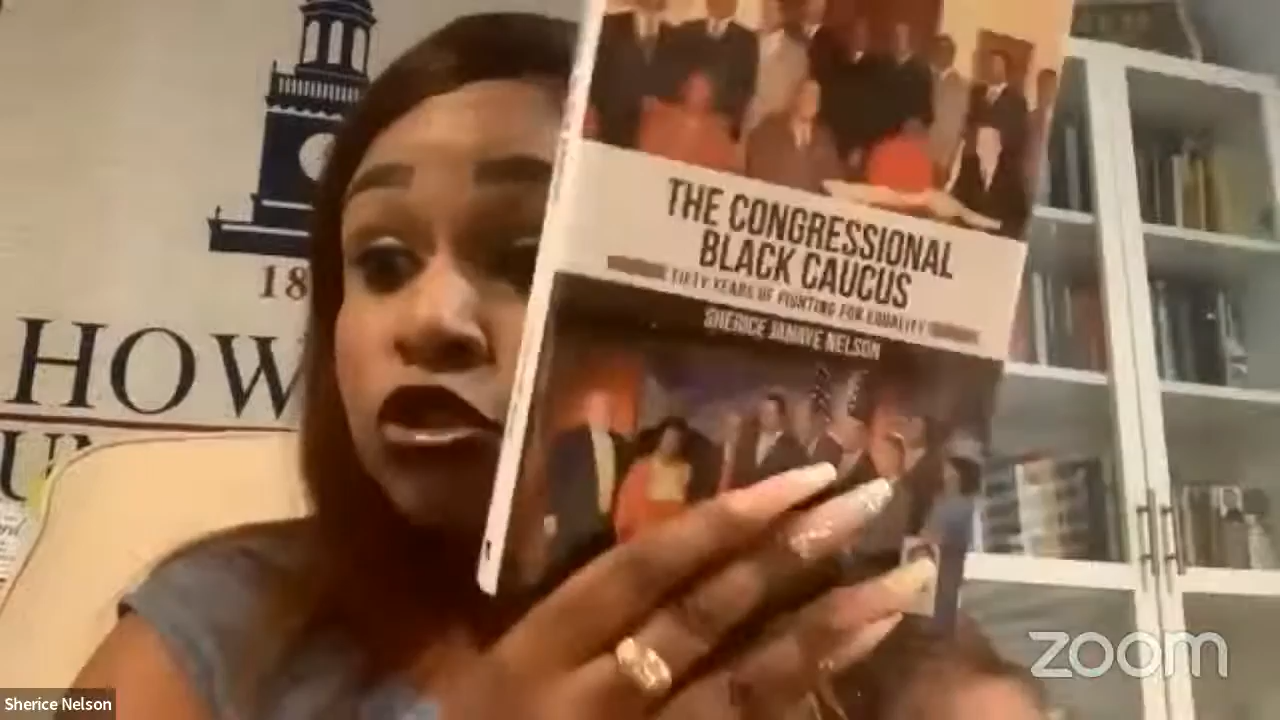 18
HOW
THE CONGRESSIONAL
BLACK CAUCUS
FIFTY YEARS OF FIGHTING FOR EQUALITY
SHERICE JANAYE NELSON
zoom
Sherice Nelson